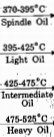 370-395°C
Spindle Oil
395-425°C
Light Oil
425-475°C
Intermediate
Oil
475-525°C
Heavy Oil